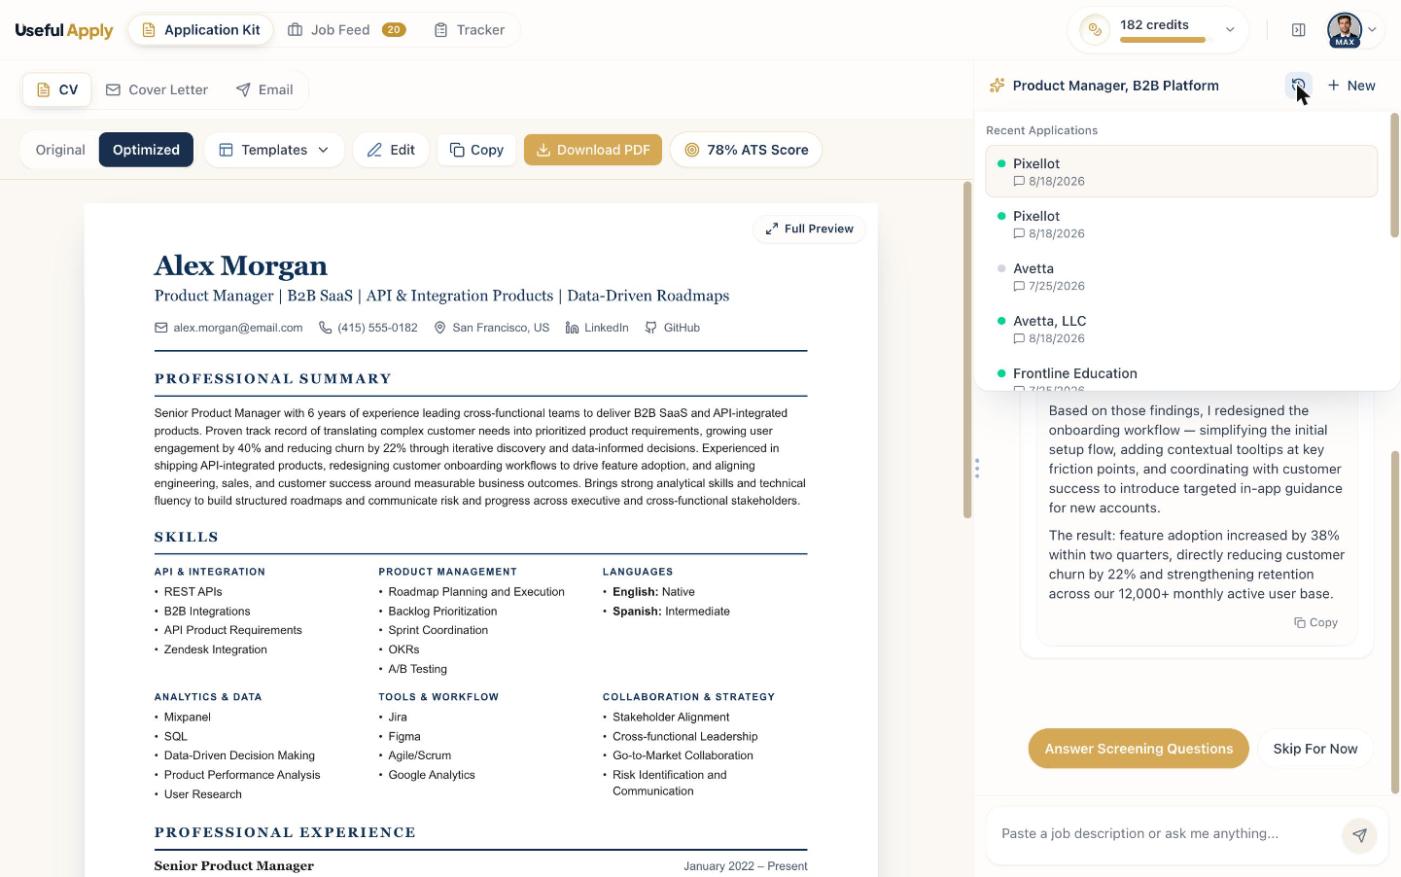 UsefulApply
Application Kit
Job Feed 20
Tracker
182 credits
MAX
CV
Cover Letter
Email
Product Manager, B2B Platform
New
Original
Optimized
Templates
Edit
Copy
Download PDF
78% ATS Score
Recent Applications
Pixellot
8/18/2026
Pixellot
8/18/2026
Avetta
7/25/2026
Avetta, LLC
8/18/2026
Frontline Education
7/25/2026
Full Preview
Alex Morgan
Product Manager | B2B SaaS | API & Integration Products | Data-Driven Roadmaps
alex.morgan@email.com (415) 555-0182 San Francisco, US LinkedIn GitHub
PROFESSIONAL SUMMARY
Senior Product Manager with 6 years of experience leading cross-functional teams to deliver B2B SaaS and API-integrated
products. Proven track record of translating complex customer needs into prioritized product requirements, growing user
engagement by 40% and reducing churn by 22% through iterative discovery and data-informed decisions. Experienced in
shipping API-integrated products, redesigning customer onboarding workflows to drive feature adoption, and aligning
engineering, sales, and customer success around measurable business outcomes. Brings strong analytical skills and technical
fluency to build structured roadmaps and communicate risk and progress across executive and cross-functional stakeholders.
SKILLS
API & INTEGRATION
• REST APIs
• B2B Integrations
• API Product Requirements
• Zendesk Integration
PRODUCT MANAGEMENT
• Roadmap Planning and Execution
• Backlog Prioritization
• Sprint Coordination
• OKRs
• A/B Testing
LANGUAGES
• English: Native
• Spanish: Intermediate
ANALYTICS & DATA
• Mixpanel
• SQL
• Data-Driven Decision Making
• Product Performance Analysis
• User Research
TOOLS & WORKFLOW
• Jira
• Figma
• Agile/Scrum
• Google Analytics
COLLABORATION & STRATEGY
• Stakeholder Alignment
• Cross-functional Leadership
• Go-to-Market Collaboration
• Risk Identification and
Communication
PROFESSIONAL EXPERIENCE
Senior Product Manager January 2022 – Present
Based on those findings, I redesigned the
onboarding workflow — simplifying the initial
setup flow, adding contextual tooltips at key
friction points, and coordinating with customer
success to introduce targeted in-app guidance
for new accounts.
The result: feature adoption increased by 38%
within two quarters, directly reducing customer
churn by 22% and strengthening retention
across our 12,000+ monthly active user base.
Copy
Answer Screening Questions
Skip For Now
Paste a job description or ask me anything...